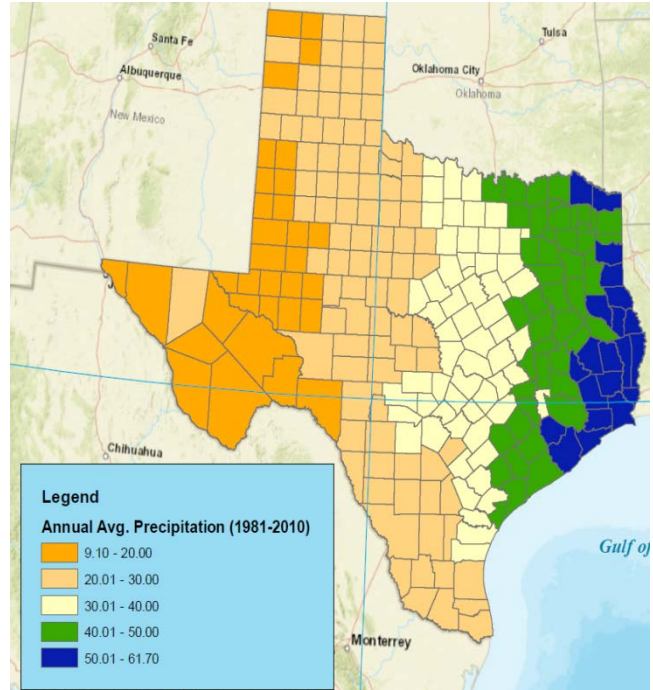 Santa Fe
Tulsa
Albuquerque
Oklahoma City
Oklahoma
New Mexico
Chihuahua
Legend
Annual Avg. Precipitation (1981-2010)
9.10 - 20.00
20.01 - 30.00
30.01 - 40.00
40.01 - 50.00
50.01 - 61.70
Gulf of
Monterrey